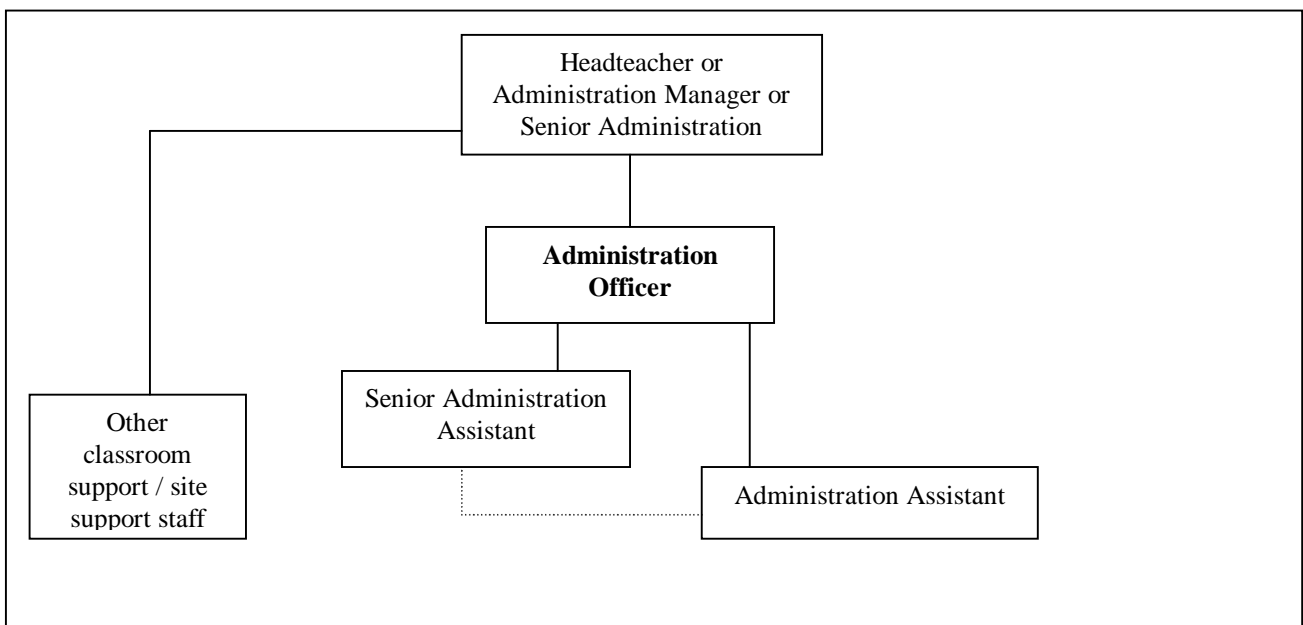 Headteacher or
Administration Manager or
Senior Administration
Administration
Officer
Senior Administration
Assistant
Other
classroom
support / site
support staff
Administration Assistant